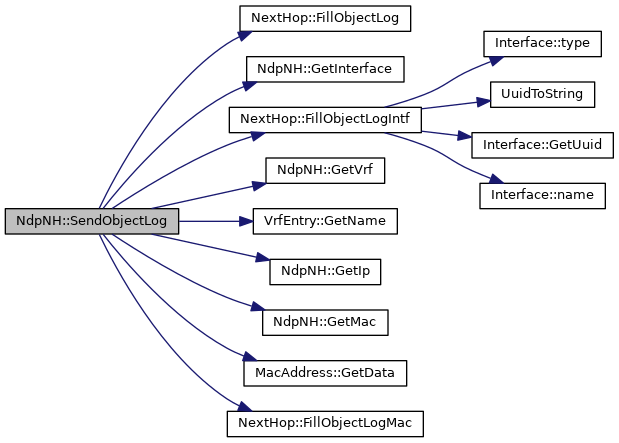 NdpNH::SendObjectLog
NextHop::FillObjectLog
NdpNH::GetInterface
NextHop::FillObjectLogIntf
NdpNH::GetVrf
VrfEntry::GetName
NdpNH::GetIp
NdpNH::GetMac
MacAddress::GetData
NextHop::FillObjectLogMac
Interface::type
UuidToString
Interface::GetUuid
Interface::name